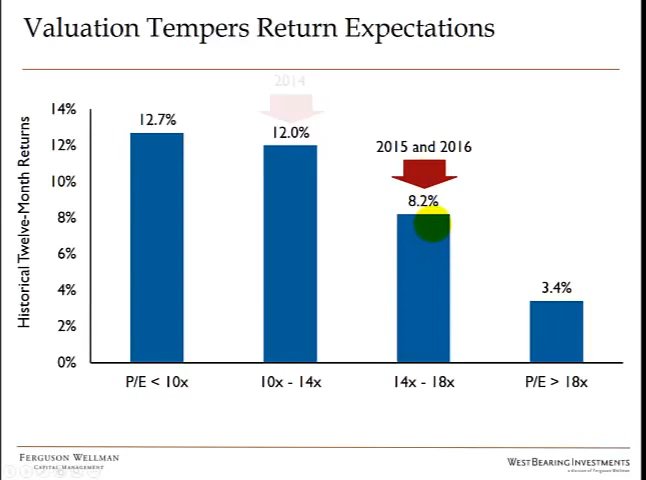 Valuation Tempers Return Expectations
2014
14%
12%
10%
8%
6%
4%
2%
0%
Historical Twelve-Month Returns
12.7%
12.0%
2015 and 2016
8.2%
3.4%
P/E < 10x
10x - 14x
14x - 18x
P/E > 18x
FERGUSON WELLMAN
CAPITAL MANAGEMENT
WEST BEARING INVESTMENTS
a division of Ferguson Wellman